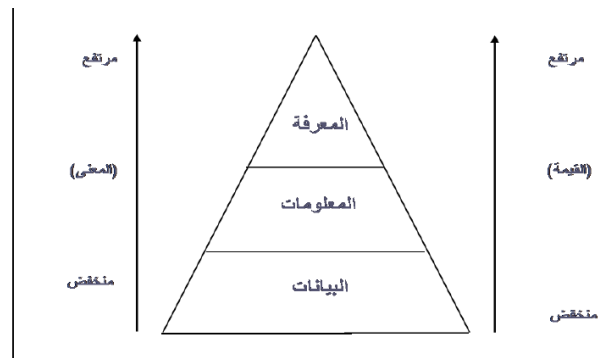 مرتفع
مرتفع
المعرفة
(القيمة)
(المعنى)
المعلومات
منخفض
البيانات
منخفض